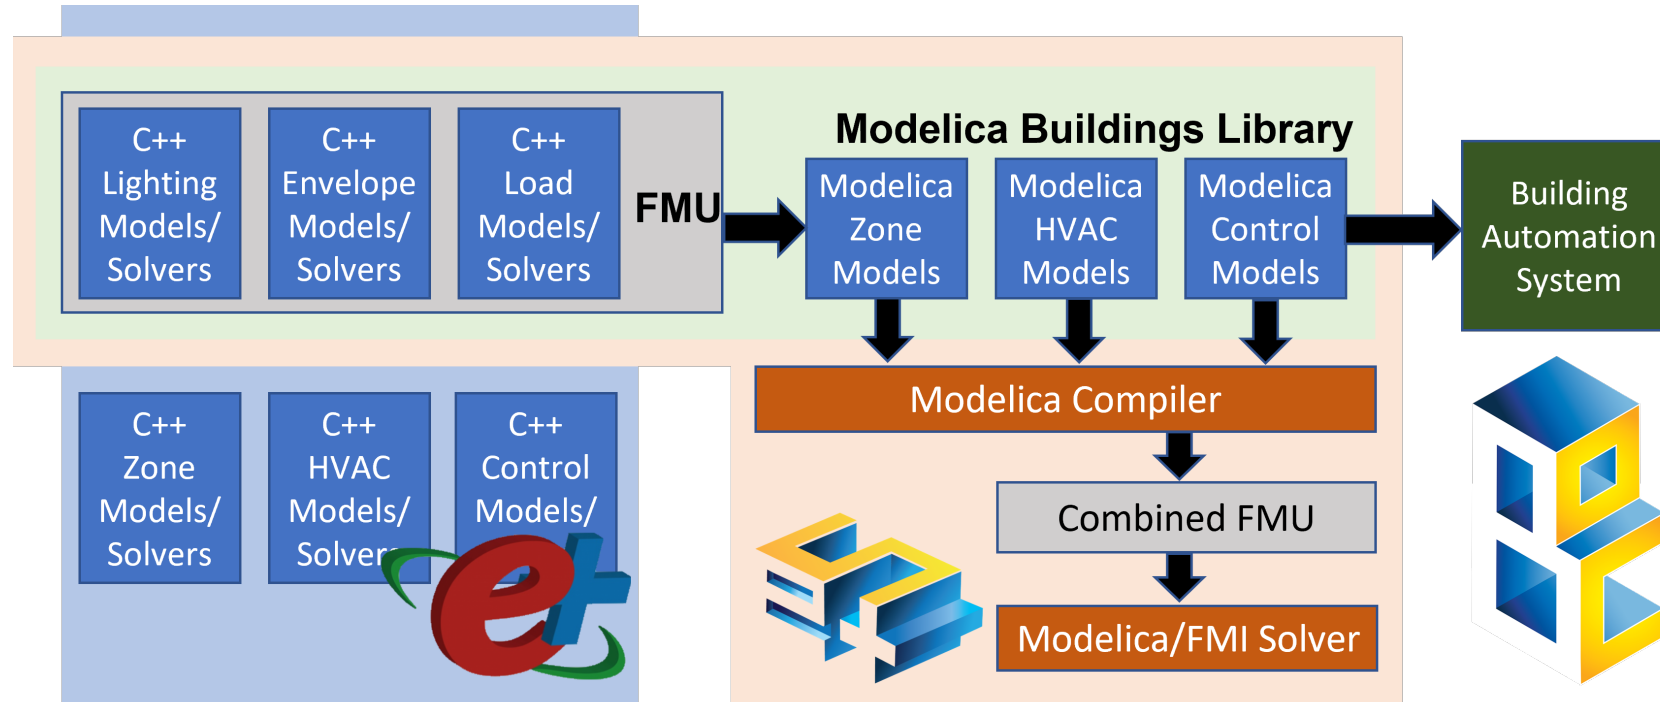 C++
Lighting
Models/
Solvers
C++
Envelope
Models/
Solvers
C++
Load
Models/
Solvers
FMU
Modelica Buildings Library
Modelica
Zone
Models
Modelica
HVAC
Models
Modelica
Control
Models
Building
Automation
System
C++
Zone
Models/
Solvers
C++
HVAC
Models/
Solvers
C++
Control
Models/
e+
Modelica Compiler
Combined FMU
Modelica/FMI Solver